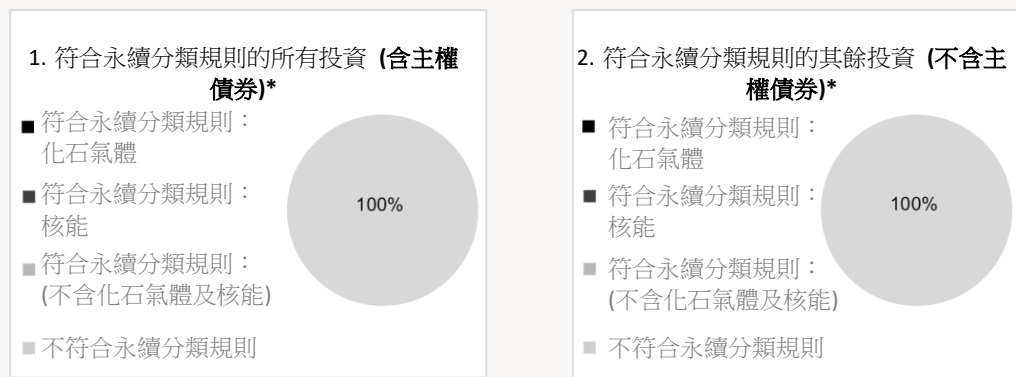 1. 符合永續分類規則的所有投資 (含主權
債券)*
符合永續分類規則：
化石氣體
符合永續分類規則：
核能
符合永續分類規則：
(不含化石氣體及核能)
不符合永續分類規則
100%
2. 符合永續分類規則的其餘投資 (不含主
權債券)*
符合永續分類規則：
化石氣體
符合永續分類規則：
核能
符合永續分類規則：
(不含化石氣體及核能)
不符合永續分類規則
100%